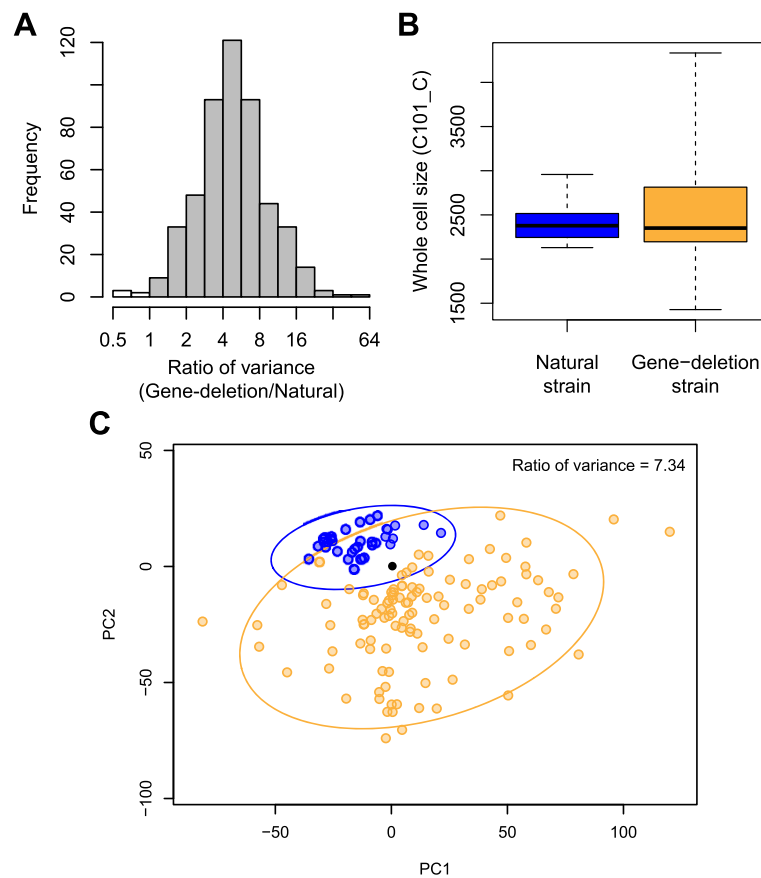 A
120
80
60
40
20
0
Frequency
0.5 1 2 4 8 16 64
Ratio of variance
(Gene-deletion/Natural)
B
Whole cell size (C101_C)
3500
2500
1500
Natural
strain
Gene−deletion
strain
C
Ratio of variance = 7.34
50
0
−50
−100
PC2
−50 0 50 100
PC1